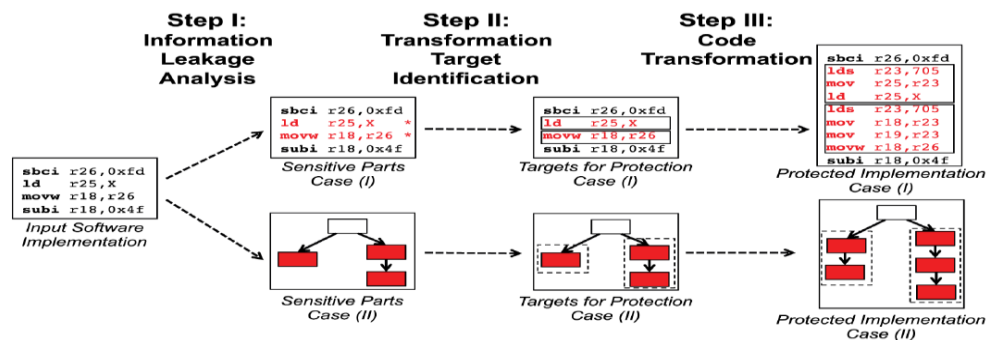 Step I:
Information
Leakage
Analysis
Step II:
Transformation
Target
Identification
Step III:
Code
Transformation
sbci r26,0xfd
ld r25,X
movw r18,r26
subi r18,0x4f
Input Software
Implementation
sbci r26,0xfd
ld r25,X *
movw r18,r26 *
subi r18,0x4f
Sensitive Parts
Case (I)
sbci r26,0xfd
ld r25,X
movw r18,r26
subi r18,0x4f
Targets for Protection
Case (I)
sbci r26,0xfd
lds r23,705
mov r25,r23
ld r25,X
lds r23,705
mov r18,r23
mov r19,r23
movw r18,r26
subi r18,0x4f
Protected Implementation
Case (I)
Sensitive Parts
Case (II)
Targets for Protection
Case (II)
Protected Implementation
Case (II)